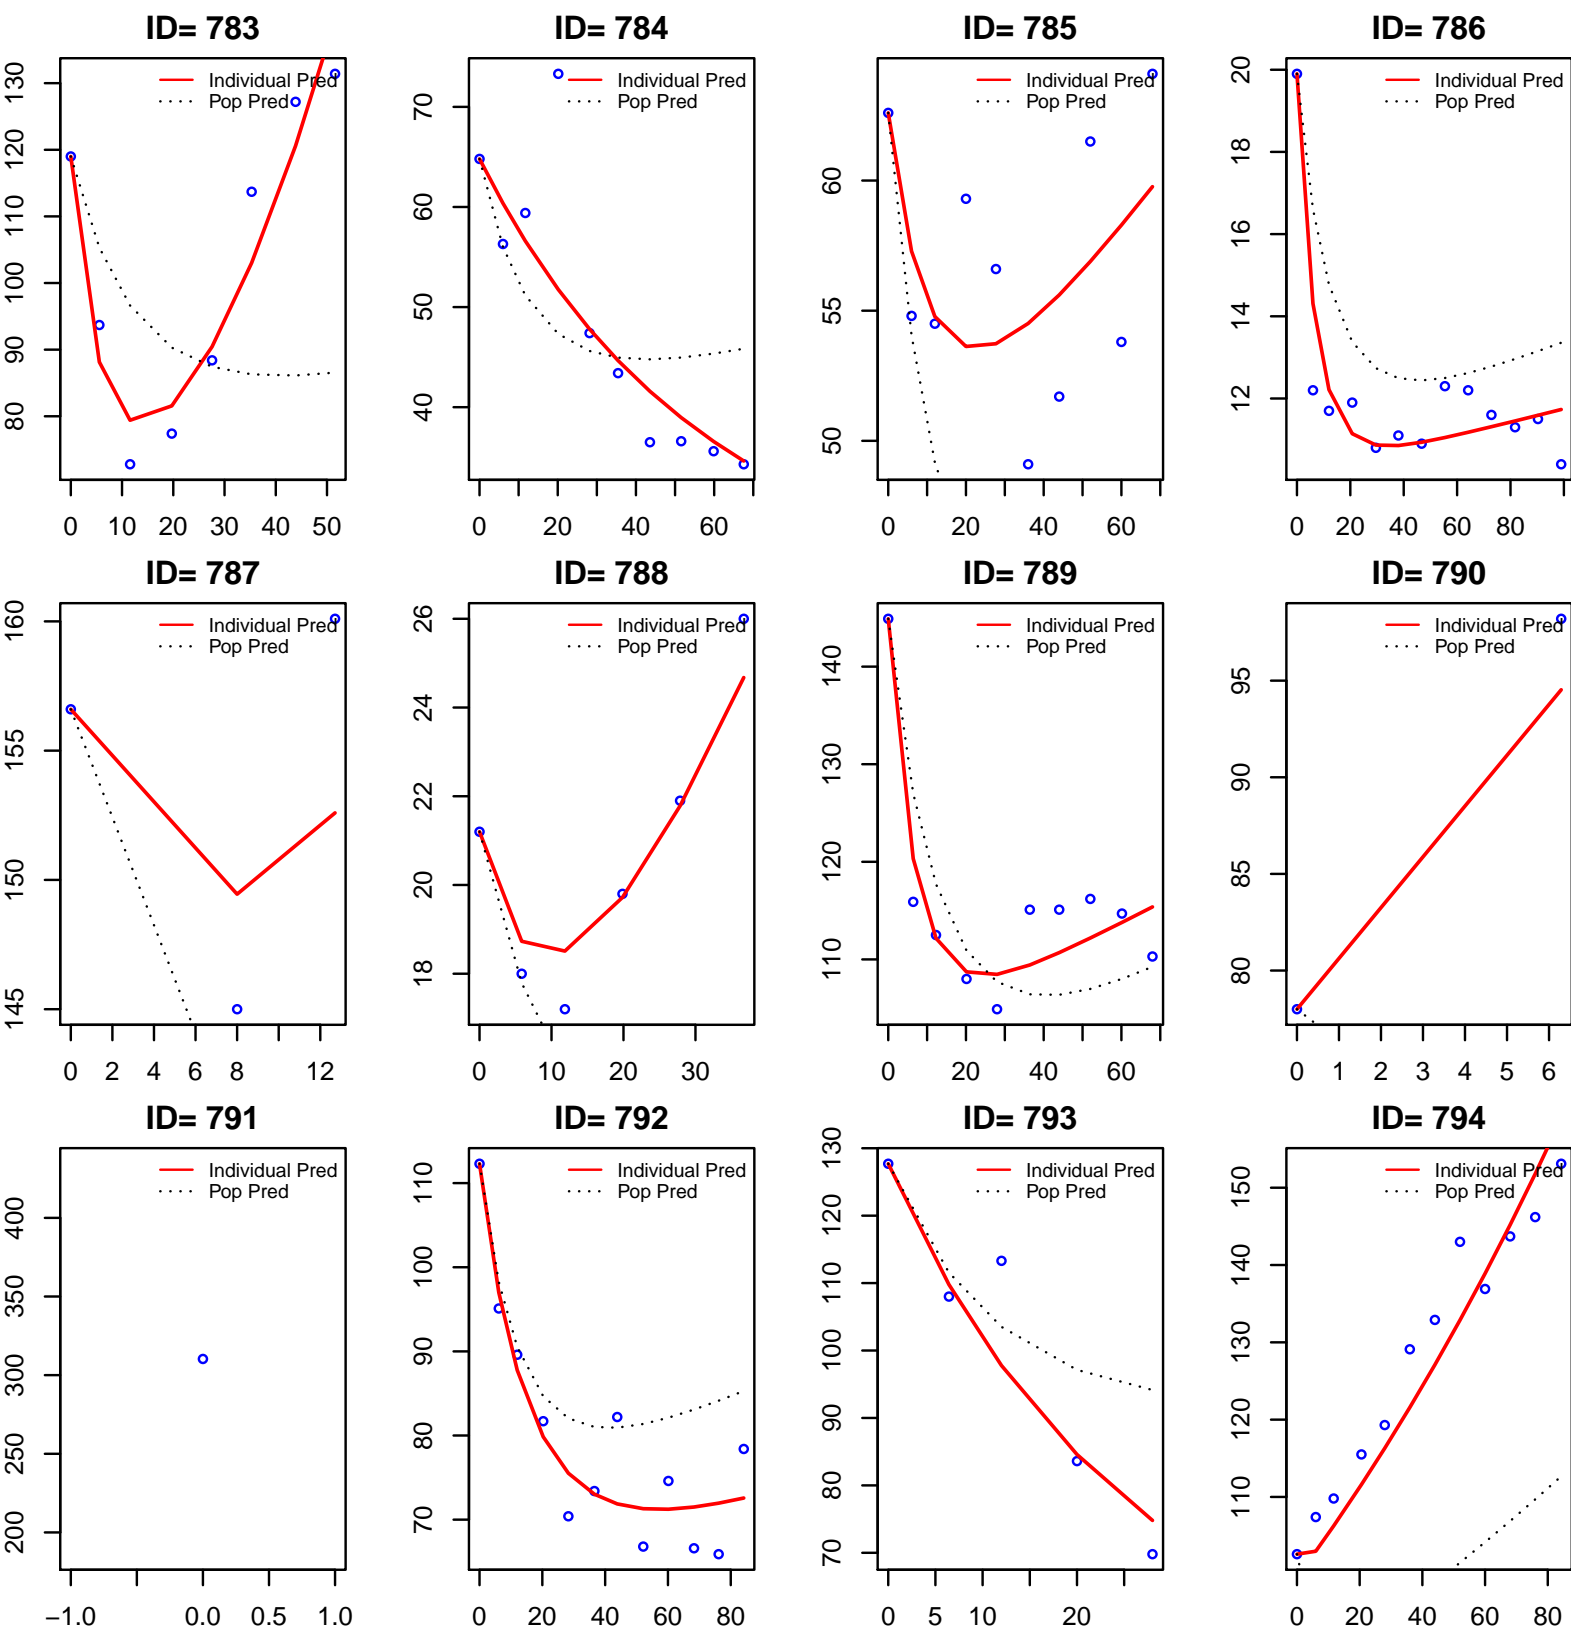 ID= 783
ID= 784
ID= 785
ID= 786
Individual Pred
Pop Pred
Individual Pred
Pop Pred
Individual Pred
Pop Pred
Individual Pred
Pop Pred
80 90 100 110 120 130
40 50 60 70
50 55 60
12 14 16 18 20
0 10 20 30 40 50
0 20 40 60
0 20 40 60
0 20 40 60 80
ID= 787
ID= 788
ID= 789
ID= 790
Individual Pred
Pop Pred
Individual Pred
Pop Pred
Individual Pred
Pop Pred
Individual Pred
Pop Pred
145 150 155 160
18 20 22 24 26
110 120 130 140
80 85 90 95
0 2 4 6 8 12
0 10 20 30
0 20 40 60
0 1 2 3 4 5 6
ID= 791
ID= 792
ID= 793
ID= 794
Individual Pred
Pop Pred
Individual Pred
Pop Pred
Individual Pred
Pop Pred
Individual Pred
Pop Pred
200 250 300 350 400
70 80 90 100 110
70 80 90 100 110 120 130
110 120 130 140 150
−1.0 0.0 0.5 1.0
0 20 40 60 80
0 5 10 20
0 20 40 60 80